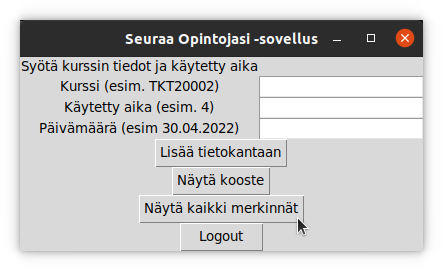 Seuraa Opintojasi -sovellus
Syötä kurssin tiedot ja käytetty aika
Kurssi (esim. TKT20002)
Käytetty aika (esim. 4)
Päivämäärä (esim 30.04.2022)
Lisää tietokantaan
Näytä kooste
Näytä kaikki merkinnät
Logout